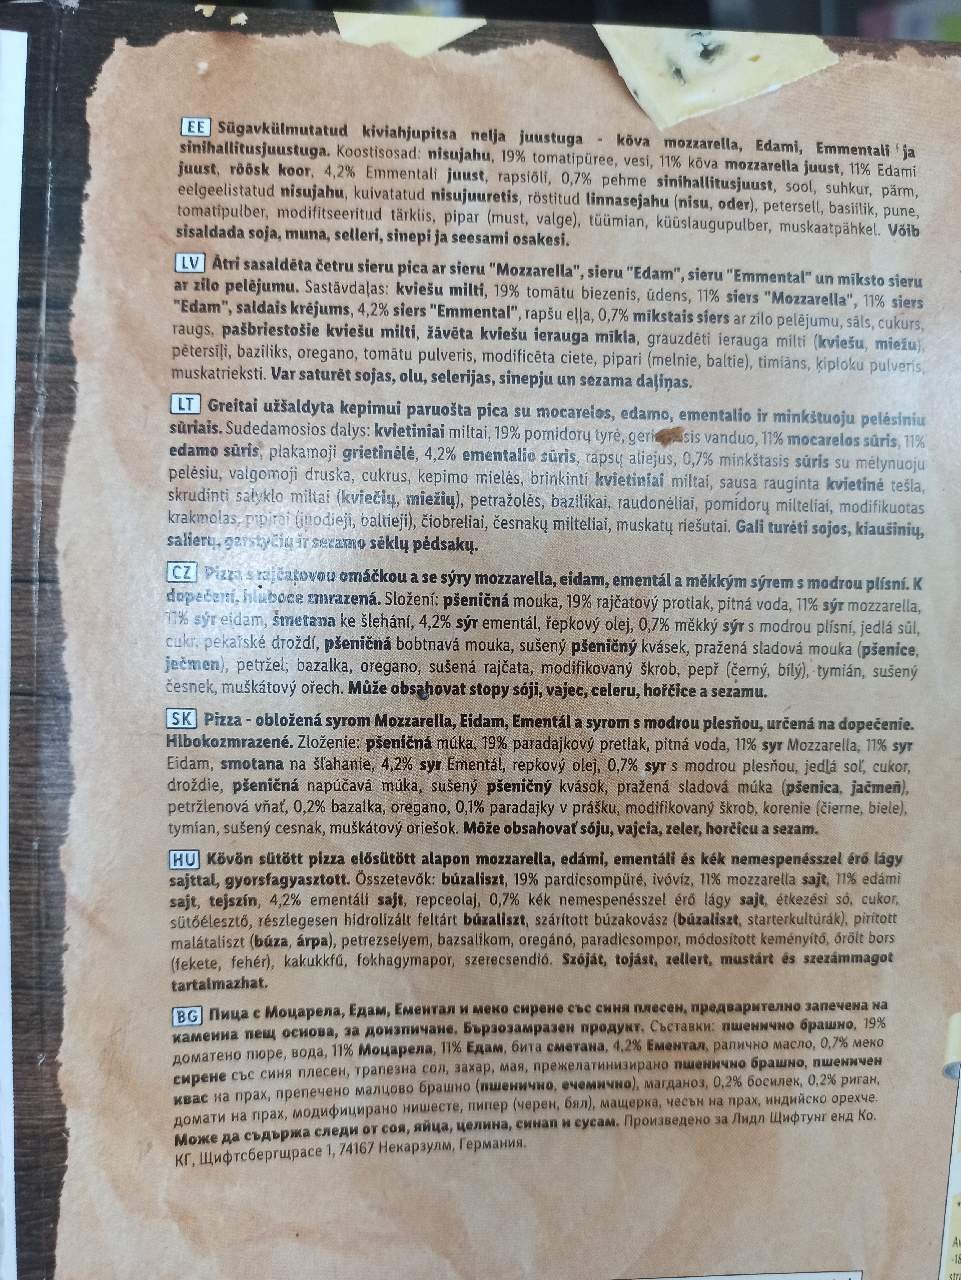 EE Sügavkülmutatud kiviahjupitsa nelja juustuga - kõva mozzarella, Edami, Emmentali ja
sinihallitusjuustuga. Koostisosad: nisujahu, 19% tomatipüree, vesi, 11% kõva mozzarella juust, 11% Edami
juust, rõõsk koor, 4,2% Emmentali juust, rapsiõli, 0,7% pehme sinihallitusjuust, sool, suhkur, pärm,
eelgeelistatud nisujahu, kuivatatud nisujuuretis, röstitud linnasejahu (nisu, oder), petersell, basiilik, pune,
tomatipulber, modifitseeritud tärklis, pipar (must, valge), tüümian, küüslaugupulber, muskaatpähkel. Võib
sisaldada soja, muna, selleri, sinepi ja seesami osakesi.
LV Ātri sasaldēta četru sieru pica ar sieru "Mozzarella", sieru "Edam", sieru "Emmental" un mīksto sieru
ar zilo pelējumu. Sastāvdaļas: kviešu milti, 19% tomātu biezenis, ūdens, 11% siers "Mozzarella", 11% siers
"Edam", saldais krējums, 4,2% siers "Emmental", rapšu eļļa, 0,7% mīkstais siers ar zilo pelējumu, sāls, cukurs,
raugs, pašbriestošie kviešu milti, žāvēta kviešu ierauga mīkla, grauzdēti ierauga milti (kviešu, miežu),
pētersīļi, baziliks, oregano, tomātu pulveris, modificēta ciete, pipari (melnie, baltie), timiāns, ķiploku pulveris,
muskatrieksti. Var saturēt sojas, olu, selerijas, sinepju un sezama daļiņas.
LT Greitai užšaldyta kepimui paruošta pica su mocarelos, edamo, ementalio ir minkštuoju pelėsiniu
sūriais. Sudedamosios dalys: kvietiniai miltai, 19% pomidorų tyrė, vanduo, 11% mocarelos sūris, 11%
edamo sūris, plakamoji grietinėlė, 4,2% ementalio sūris, rapsų aliejus, 0,7% minkštasis sūris su mėlynuoju
pelėsiu, valgomoji druska, cukrus, kepimo mielės, brinkinti kvietiniai miltai, sausa rauginta kvietinė tešla,
skrudinti salyklo miltai (kviečių, miežių), petražolės, bazilikai, raudonėliai, pomidorų milteliai, modifikuotas
krakmolas, pipirai (juodieji, baltieji), čiobreliai, česnakų milteliai, muskatų riešutai. Gali turėti sojos, kiaušinių,
salierų, garstyčių ir sezamo sėklų pėdsakų.
CZ Pizza s rajčatovou omáčkou a se sýry mozzarella, eidam, ementál a měkkým sýrem s modrou plísní. K
dopečení, hluboce zmrazená. Složení: pšeničná mouka, 19% rajčatový protlak, pitná voda, 11% sýr mozzarella,
11% sýr eidam, šmetana ke šlehání, 4,2% sýr ementál, řepkový olej, 0,7% měkký sýr s modrou plísní, jedlá sůl,
cukr, pekařské droždí, pšeničná bobtnavá mouka, sušený pšeničný kvásek, pražená sladová mouka (pšenice,
ječmen), petržel, bazalka, oregano, sušená rajčata, modifikovaný škrob, pepř (černý, bílý), tymián, sušený
česnek, muškátový ořech. Může obsahovat stopy sóji, vajec, celeru, hořčice a sezamu.
SK Pizza - obložená syrom Mozzarella, Eidam, Ementál a syrom s modrou plesňou, určená na dopečenie.
Hlbokozmrazené. Zloženie: pšeničná múka, 19% paradajkový pretlak, pitná voda, 11% syr Mozzarella, 11% syr
Eidam, smotana na šľahanie, 4,2% syr Ementál, repkový olej, 0,7% syr s modrou plesňou, jedlá soľ, cukor,
droždie, pšeničná napúčavá múka, sušený pšeničný kvások, pražená sladová múka (pšenica, jačmeň),
petržlenová vňať, 0,2% bazalka, oregano, 0,1% paradajky v prášku, modifikovaný škrob, korenie (čierne, biele),
tymian, sušený cesnak, muškátový oriešok. Môže obsahovať sóju, vajcia, zeler, horčicu a sezam.
HU Kövön sütött pizza elősütött alapon mozzarella, edámi, ementáli és kék nemespenésszel érő lágy
sajttal, gyorsfagyasztott. Összetevők: búzaliszt, 19% pardicsompüré, ivóvíz, 11% mozzarella sajt, 11% edámi
sajt, tejszín, 4,2% ementáli sajt, repceolaj, 0,7% kék nemespenésszel érő lágy sajt, étkezési só, cukor,
sütőélesztő, részlegesen hidrolizált feltárt búzaliszt, szárított búzakovász (búzaliszt, starterkultúrák), pirított
malátaliszt (búza, árpa), petrezselyem, bazsalikom, oregánó, paradicsompor, módosított keményítő, őrölt bors
(fekete, fehér), kakukkfű, fokhagymapor, szerecsendió. Szóját, tojást, zellert, mustárt és szezámmagot
tartalmazhat.
BG Пица с Моцарела, Едам, Ементал и меко сирене със синя плесен, предварително запечена на
каменна пещ основа, за доизпичане. Бързозамразен продукт. Съставки: пшенично брашно, 19%
доматено пюре, вода, 11% Моцарела, 11% Едам, бита сметана, 4,2% Ементал, рапично масло, 0,7% меко
сирене със синя плесен, трапезна сол, захар, мая, прежелатинизирано пшенично брашно, пшеничен
квас на прах, препечено малцово брашно (пшенично, ечемично), магданоз, 0,2% босилек, 0,2% риган,
домати на прах, модифицирано нишесте, пипер (черен, бял), мащерка, чесън на прах, индийско орехче.
Може да съдържа следи от соя, яйца, целина, синап и сусам. Произведено за Лидл Щифтунг енд Ко.
КГ, Щифтсбергщрасе 1, 74167 Некарзулм, Германия.